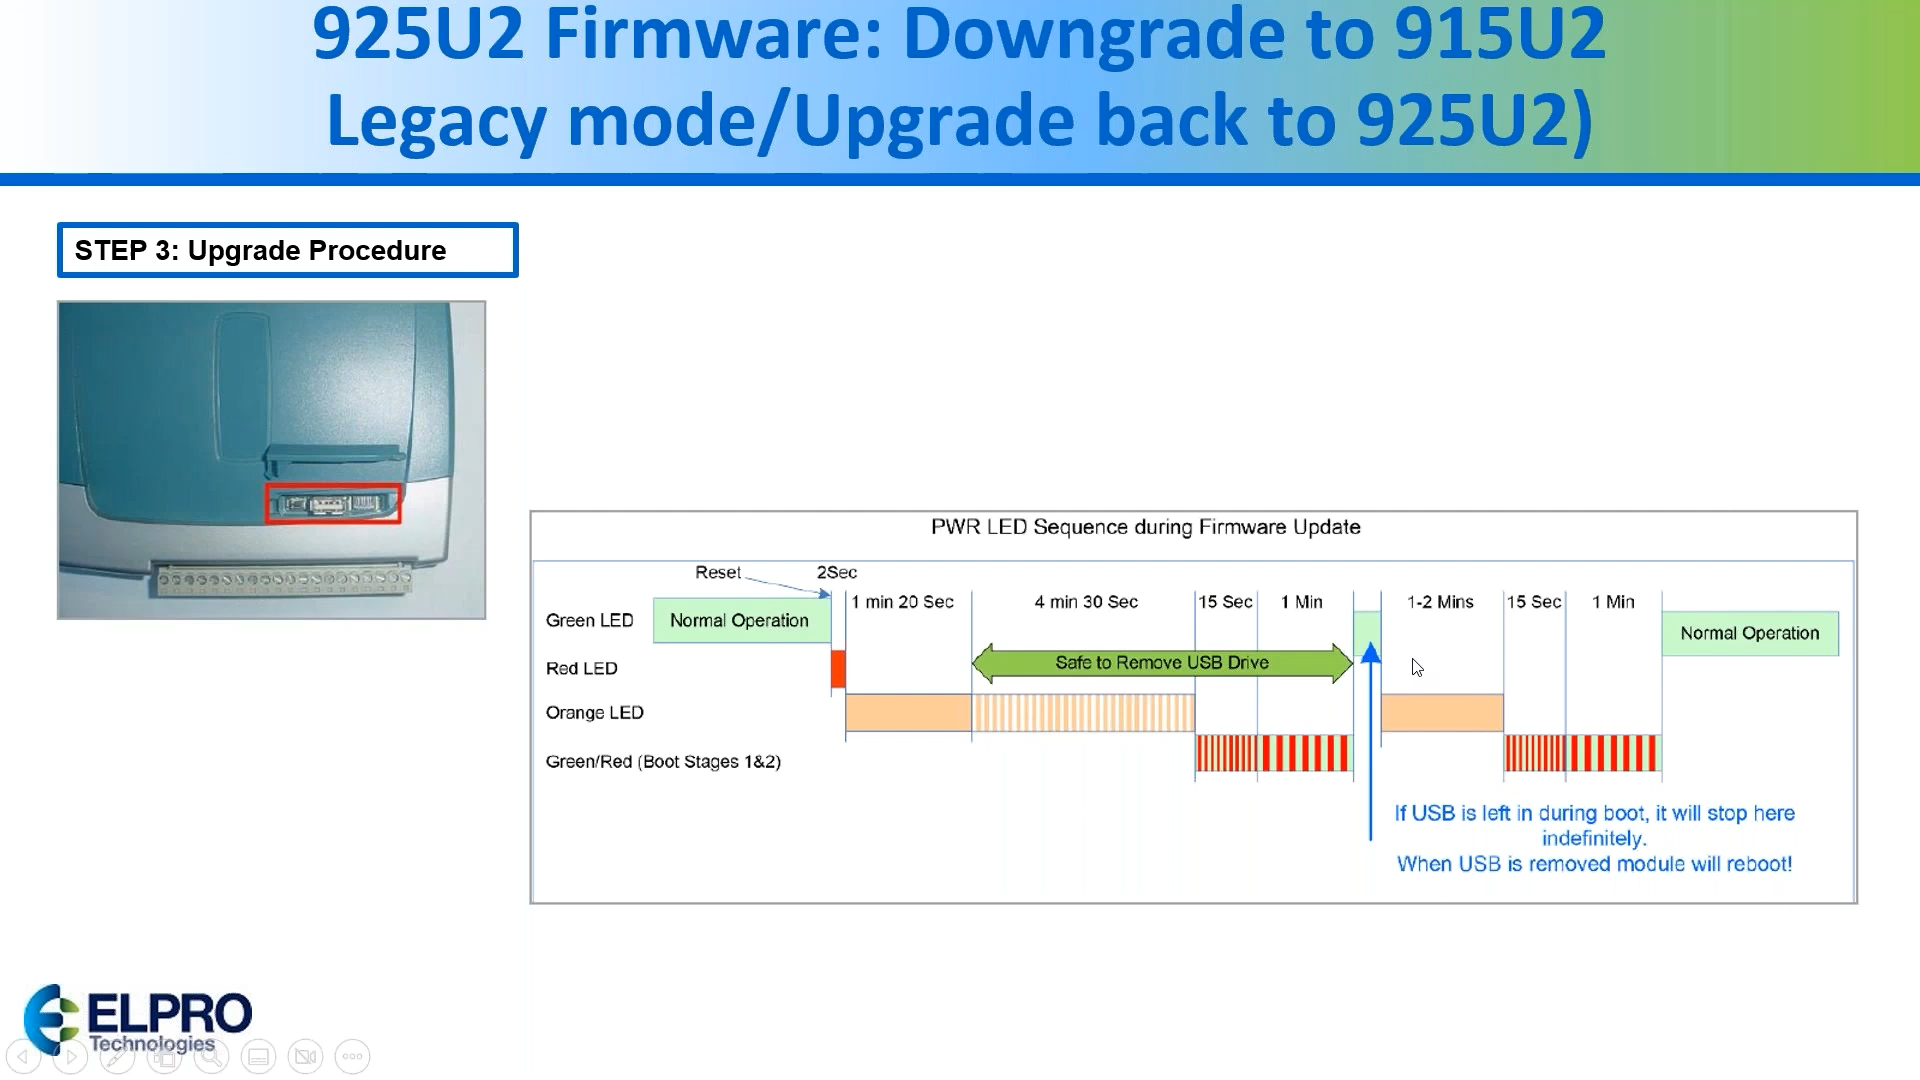 925U2 Firmware: Downgrade to 915U2
Legacy mode/Upgrade back to 925U2)
STEP 3: Upgrade Procedure
PWR LED Sequence during Firmware Update
Reset
2Sec
1 min 20 Sec
4 min 30 Sec
15 Sec
1 Min
1-2 Mins
15 Sec
1 Min
Green LED
Normal Operation
Normal Operation
Red LED
Safe to Remove USB Drive
Orange LED
Green/Red (Boot Stages 1&2)
If USB is left in during boot, it will stop here
indefinitely.
When USB is removed module will reboot!
ELPRO
Technologies